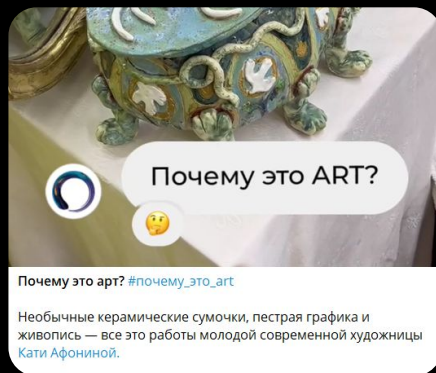 Почему это ART?
Почему это арт? #почему_это_art
Необычные керамические сумочки, пестрая графика и
живопись — все это работы молодой современной художницы
Кати Афониной.